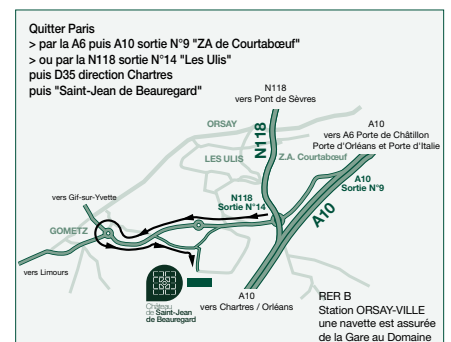 Quitter Paris
> par la A6 puis A10 sortie N°9 "ZA de Courtabœuf"
> ou par la N118 sortie N°14 "Les Ulis"
puis D35 direction Chartres
puis "Saint-Jean de Beauregard"
N118
vers Pont de Sèvres
A10
vers A6 Porte de Châtillon
Porte d'Orléans et Porte d'Italie
ORSAY
N118
LES ULIS
Z.A. Courtabœuf
A10
Sortie N°9
vers Gif-sur-Yvette
N118
Sortie N°14
A10
GOMETZ
vers Limours
Château
de Saint-Jean
de Beauregard
A10
vers Chartres / Orléans
RER B
Station ORSAY-VILLE
une navette est assurée
de la Gare au Domaine